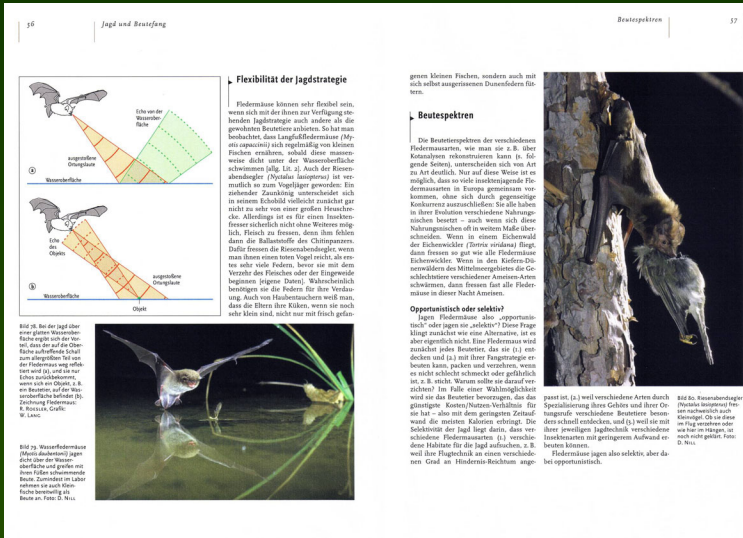 56
Jagd und Beutefang
Echo von der
Wasseroben
fläche
ausgestoßene
Ortungslaute
a
Wasseroberfläche
Echo
des
Objekts
ausgestoßene
Ortungslaute
b
Wasseroberfläche
Objekt
Bild 78. Bei der Jagd über
einer glatten Wasserober-
fläche ergibt sich der Vor-
teil, dass der auf die Ober-
fläche auftreffende Schall
zum allergrößten Teil von
der Fledermaus weg reflek-
tiert wird (a), und sie nur
Echos zurückbekommt,
wenn sich ein Objekt, z. B.
ein Beutetier, auf der Was-
seroberfläche befindet (b).
Zeichnung Fledermaus:
R. Roesler, Grafik:
W. Lang
Bild 79. Wasserfledermäuse
(Myotis daubentonii) jagen
dicht über der Wasser-
oberfläche und greifen mit
ihren Füßen schwimmende
Beute. Zumindest im Labor
nehmen sie auch Klein-
fische bereitwillig als
Beute an. Foto: D. Nill
Flexibilität der Jagdstrategie
Fledermäuse können sehr flexibel sein,
wenn sich mit der ihnen zur Verfügung ste-
henden Jagdstrategie auch andere als die
gewohnten Beutetiere anbieten. So hat man
beobachtet, dass Langfußfledermäuse (My-
otis capaccinii) sich regelmäßig von kleinen
Fischen ernähren, sobald diese massen-
weise dicht unter der Wasseroberfläche
schwimmen [allg. Lit. 2]. Auch der Riesen-
abendsegler (Nyctalus lasiopterus) ist ver-
mutlich so zum Vogeljäger geworden: Ein
ziehender Zaunkönig unterscheidet sich
in seinem Echobild vielleicht zunächst gar
nicht zu sehr von einer großen Heuschre-
cke. Allerdings ist es für einen Insekten-
fresser sicherlich nicht ohne Weiteres mög-
lich, Fleisch zu fressen, denn ihm fehlen
dann die Ballaststoffe des Chitinpanzers.
Dafür fressen die Riesenabendsegler, wenn
man ihnen einen toten Vogel reicht, als ers-
tes sehr viele Federn, bevor sie mit dem
Verzehr des Fleisches oder der Eingeweide
beginnen [eigene Daten]. Wahrscheinlich
benötigen sie die Federn für ihre Verdau-
ung. Auch von Haubentauchern weiß man,
dass die Eltern ihre Küken, wenn sie noch
sehr klein sind, nicht nur mit frisch gefan-
Beutespektren
57
genen kleinen Fischen, sondern auch mit
sich selbst ausgerissenen Dunenfedern füt-
tern.
Beutespektren
Die Beutetierspektren der verschiedenen
Fledermausarten, wie man sie z. B. über
Kotanalysen rekonstruieren kann (s. fol-
gende Seiten), unterscheiden sich von Art
zu Art deutlich. Nur auf diese Weise ist es
möglich, dass so viele insektenjagende Fle-
dermausarten in Europa gemeinsam vor-
kommen, ohne sich durch gegenseitige
Konkurrenz auszuschließen: Sie alle haben
in ihrer Evolution verschiedene Nahrungs-
nischen besetzt – auch wenn sich diese
Nahrungsnischen oft in weitem Maße über-
schneiden. Wenn in einem Eichenwald
der Eichenwickler (Tortrix viridana) fliegt,
dann fressen so gut wie alle Fledermäuse
Eichenwickler. Wenn in den Kiefern-Dü-
nenwäldern des Mittelmeergebietes die Ge-
schlechtstiere verschiedener Ameisen-Arten
schwärmen, dann fressen fast alle Fleder-
mäuse in dieser Nacht Ameisen.
Opportunistisch oder selektiv?
Jagen Fledermäuse also „opportunis-
tisch“ oder jagen sie „selektiv“? Diese Frage
klingt zunächst wie eine Alternative, ist es
aber eigentlich nicht. Eine Fledermaus wird
zunächst jedes Beutetier, das sie (1.) ent-
decken und (2.) mit ihrer Fangstrategie er-
beuten kann, packen und verzehren, wenn
es nicht schlecht schmeckt oder gefährlich
ist, z. B. sticht. Warum sollte sie darauf ver-
zichten? Im Falle einer Wahlmöglichkeit
wird sie das Beutetier bevorzugen, das das
günstigste Kosten/Nutzen-Verhältnis für
sie hat – also mit dem geringsten Zeitauf-
wand die meisten Kalorien erbringt. Die
Selektivität der Jagd liegt darin, dass ver-
schiedene Fledermausarten (1.) verschie-
dene Habitate für die Jagd aufsuchen, z. B.
weil ihre Flugtechnik an einen verschiede-
nen Grad an Hindernis-Reichtum ange-
passt ist, (2.) weil verschiedene Arten durch
Spezialisierung ihres Gehörs und ihrer Or-
tungsrufe verschiedene Beutetiere beson-
ders schnell entdecken, und (3.) weil sie mit
ihrer jeweiligen Jagdtechnik verschiedene
Insektenarten mit geringerem Aufwand er-
beuten können.
Fledermäuse jagen also selektiv, aber da-
bei opportunistisch.
Bild 80. Riesenabendsegler
(Nyctalus lasiopterus) fres-
sen nachweislich auch
Kleinvögel. Ob sie diese
im Flug verzehren oder
wie hier im Hängen, ist
noch nicht geklärt. Foto:
D. Nill